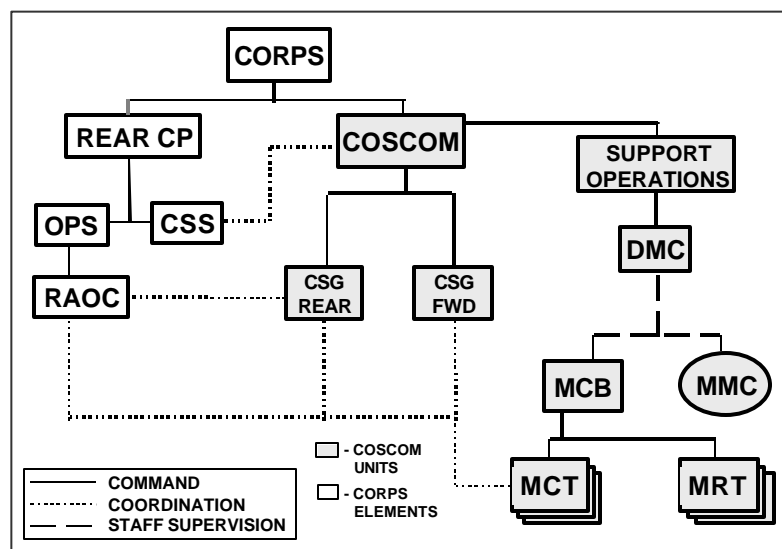 CORPS
REAR CP
COSCOM
SUPPORT
OPERATIONS
OPS
CSS
DMC
RAOC
CSG
REAR
CSG
FWD
MCB
MMC
MCT
MRT
COMMAND
COORDINATION
STAFF SUPERVISION
- COSCOM
UNITS
- CORPS
ELEMENTS